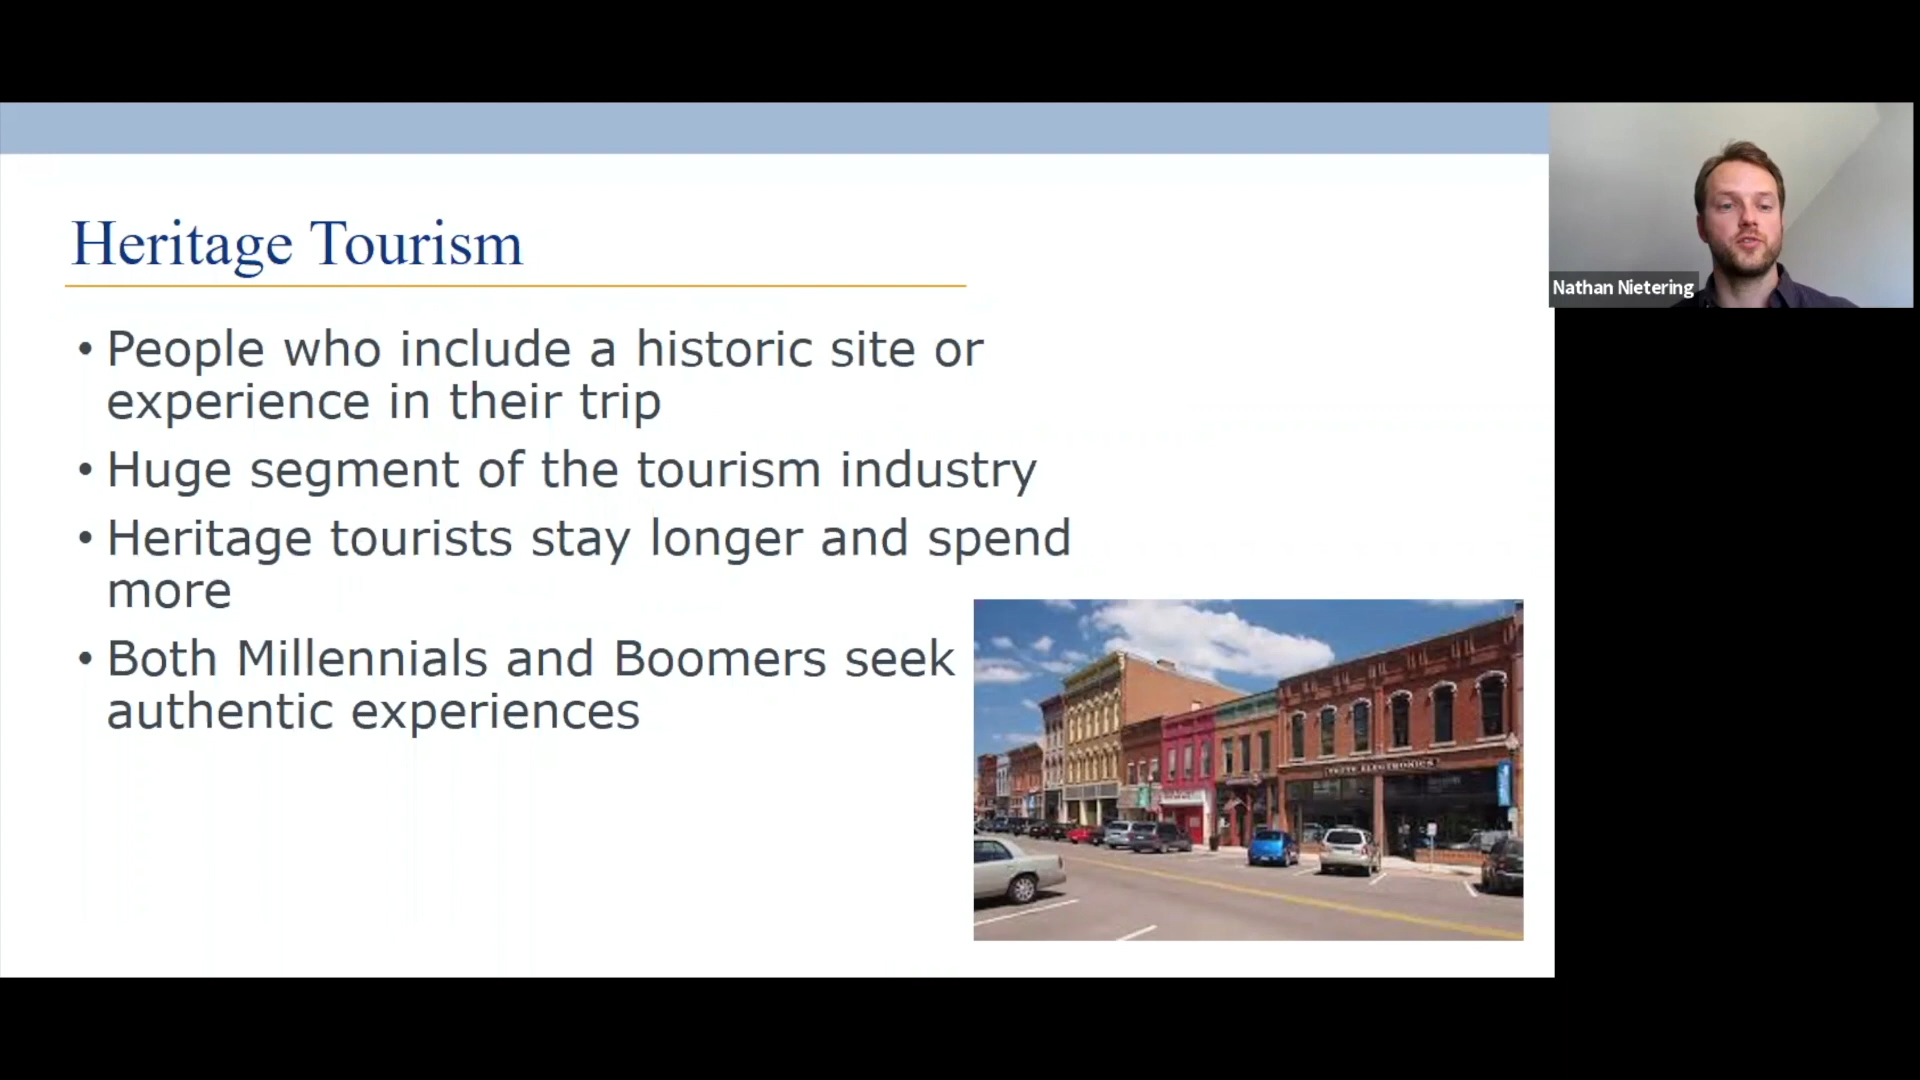 Heritage Tourism
• People who include a historic site or
experience in their trip
• Huge segment of the tourism industry
• Heritage tourists stay longer and spend
more
• Both Millennials and Boomers seek
authentic experiences
Nathan Nietering